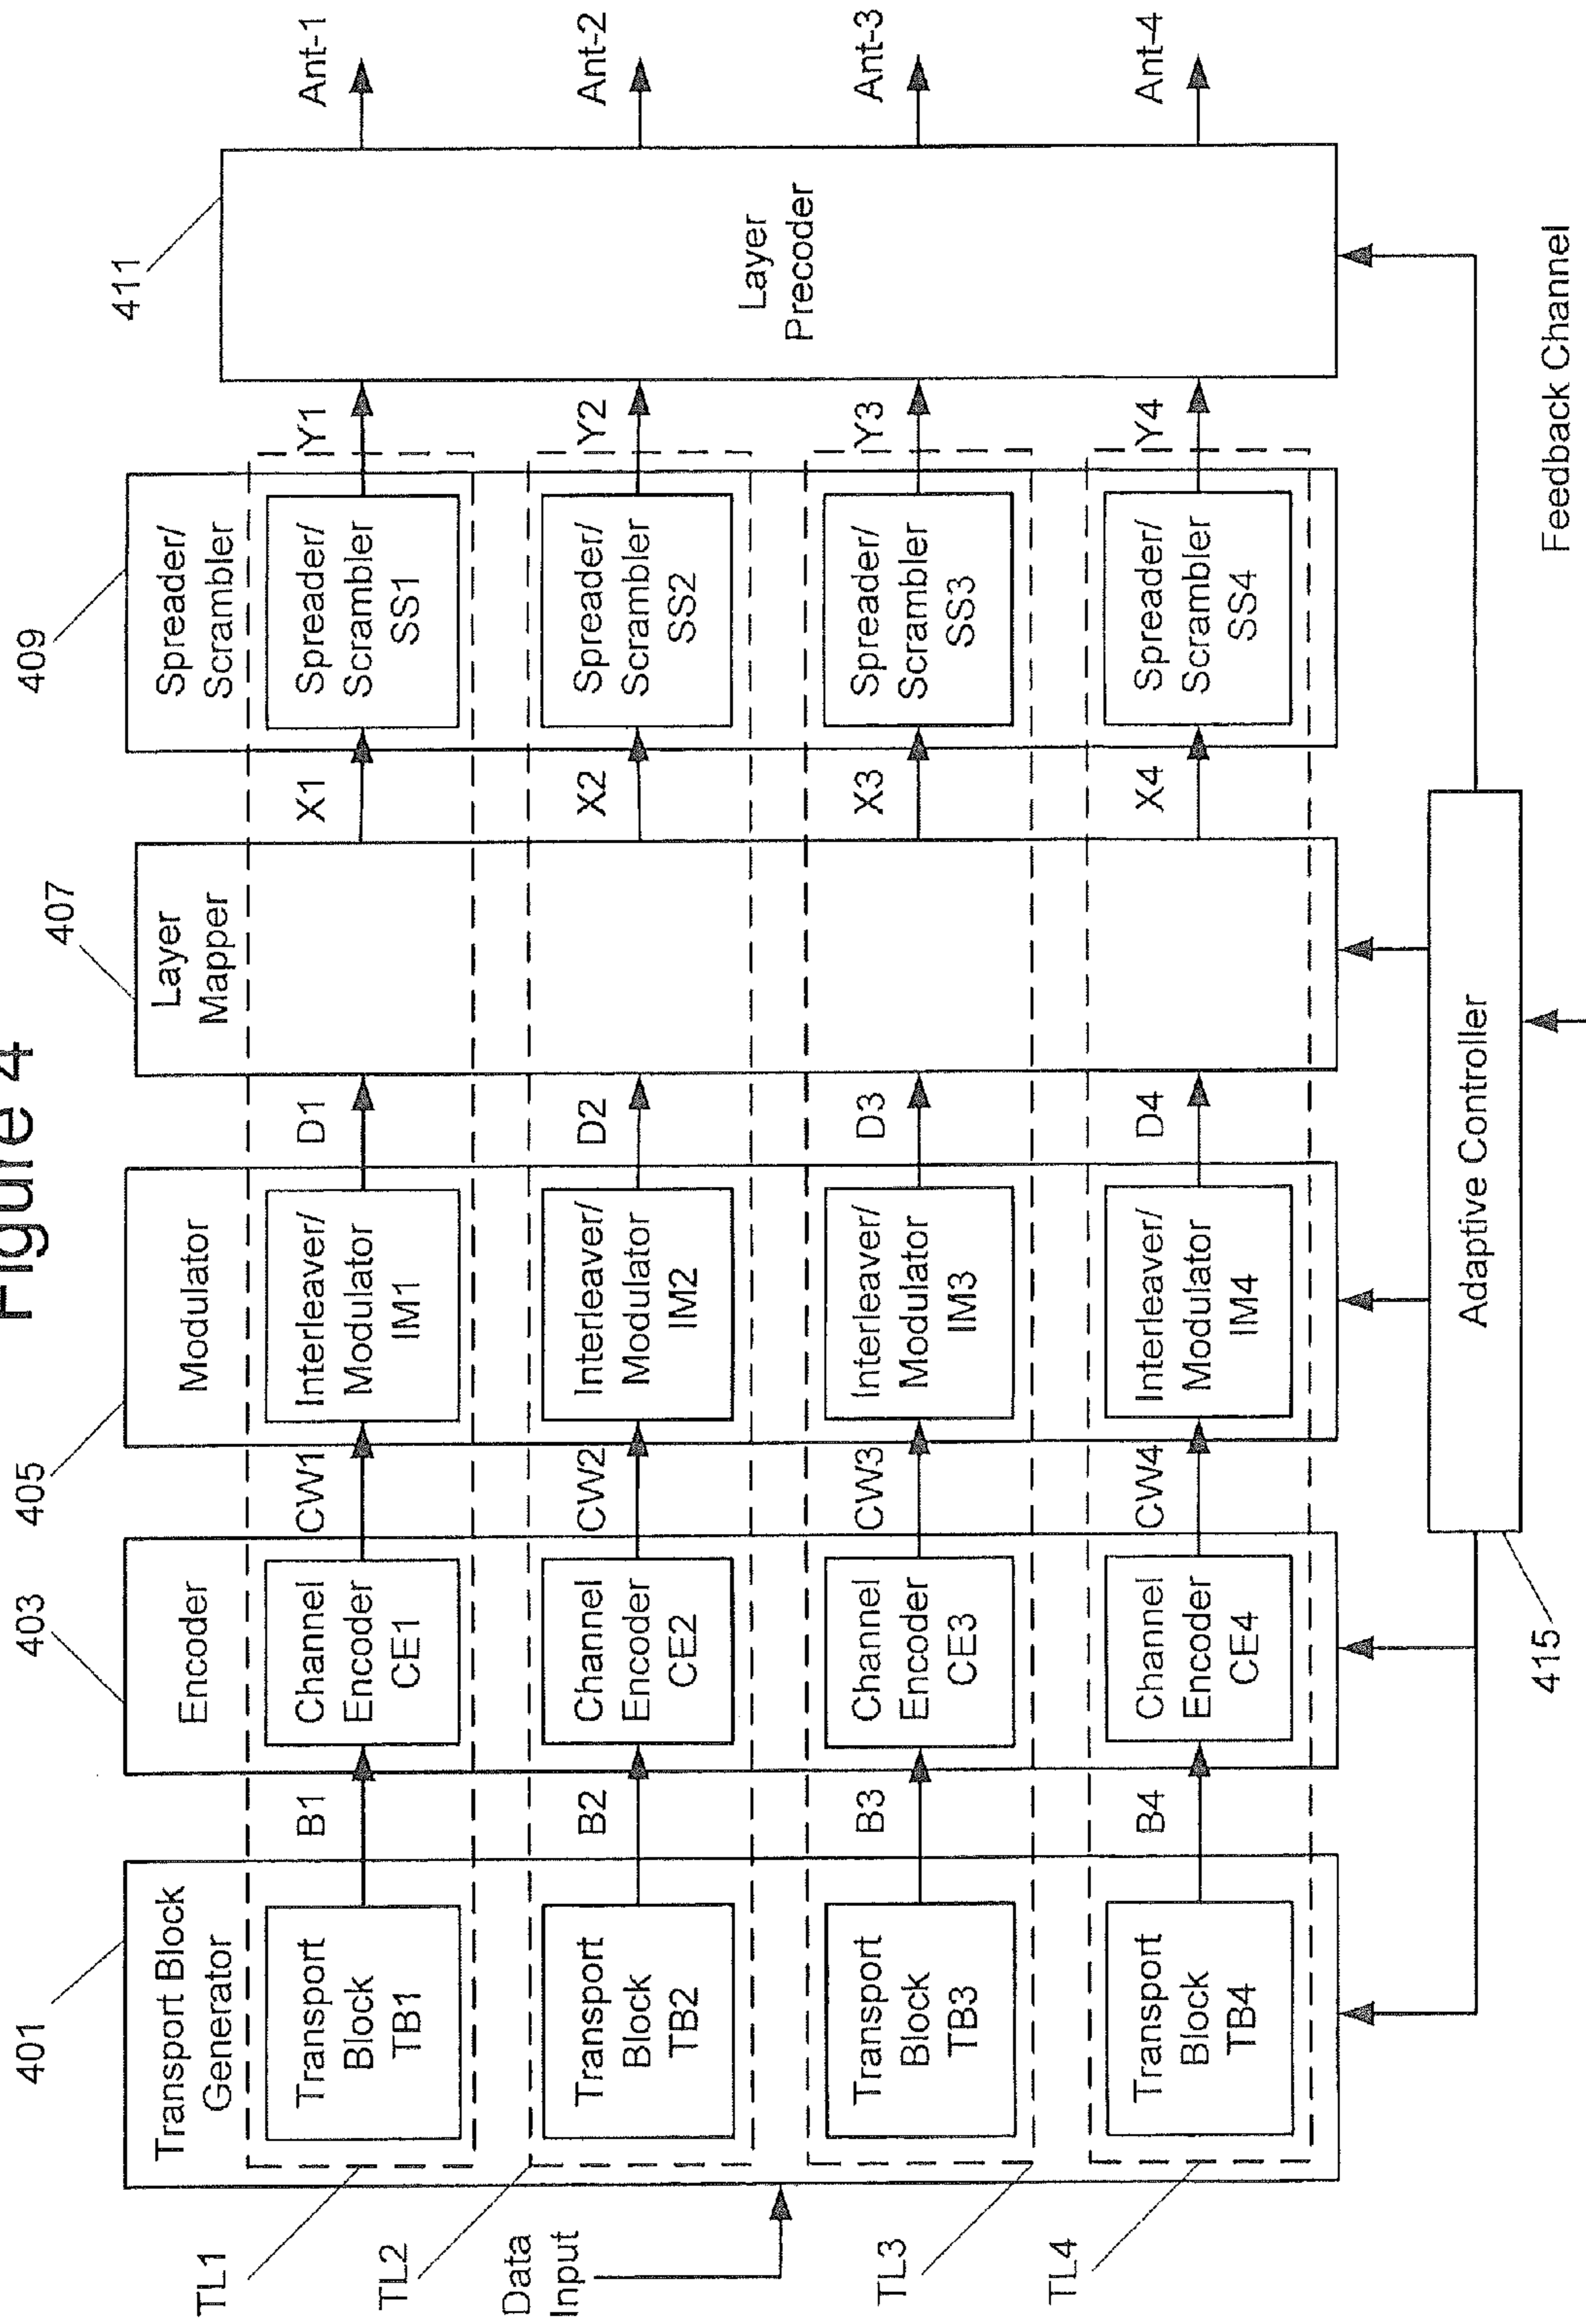 Figure 4
401
403
405
407
409
411
Transport Block
Generator
Encoder
Modulator
Layer
Mapper
Spreader/
Scrambler
TL1
Transport
Block
TB1
B1
Channel
Encoder
CE1
CW1
Interleaver/
Modulator
IM1
D1
X1
Spreader/
Scrambler
SS1
Y1
Ant-1
TL2
Transport
Block
TB2
B2
Channel
Encoder
CE2
CW2
Interleaver/
Modulator
IM2
D2
X2
Spreader/
Scrambler
SS2
Y2
Ant-2
Layer
Precoder
Data
Input
TL3
Transport
Block
TB3
B3
Channel
Encoder
CE3
CW3
Interleaver/
Modulator
IM3
D3
X3
Spreader/
Scrambler
SS3
Y3
Ant-3
TL4
Transport
Block
TB4
B4
Channel
Encoder
CE4
CW4
Interleaver/
Modulator
IM4
D4
X4
Spreader/
Scrambler
SS4
Y4
Ant-4
Adaptive Controller
415
Feedback Channel